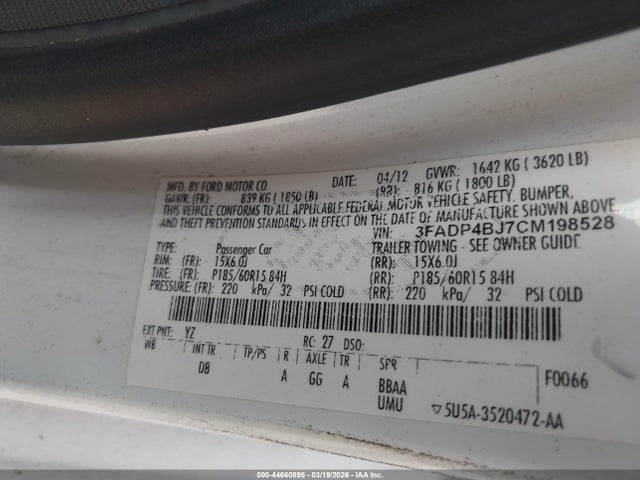 MFD. BY FORD MOTOR CO.
DATE: 04/12 GVWR: 1642 KG ( 3620 LB)
GAWR: (FR): 839 KG ( 1850 LB) (RR): 816 KG ( 1800 LB)
THIS VEHICLE CONFORMS TO ALL APPLICABLE FEDERAL MOTOR VEHICLE SAFETY, BUMPER,
AND THEFT PREVENTION STANDARDS IN EFFECT ON THE DATE OF MANUFACTURE SHOWN ABOVE.
VIN: 3FADP4BJ7CM198528
TYPE: Passenger Car TRAILER TOWING - SEE OWNER GUIDE
RIM: (FR): 15X6.0J (RR): 15X6.0J
TIRE: (FR): P185/60R15 84H (RR): P185/60R15 84H
PRESSURE: (FR): 220 kPa/ 32 PSI COLD (RR): 220 kPa/ 32 PSI COLD
EXT PNT: YZ RC: 27 DSO:
WB INT TR TP/PS R AXLE TR SPR F0066
DB A GG A BBAA
UMU ▽5U5A-3520472-AA
000-44660895 - 03/19/2026 - IAAI.COM